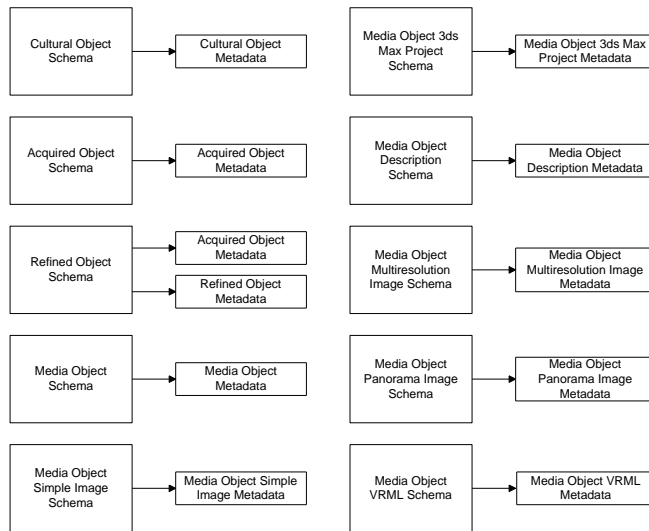 Cultural Object
Schema
Cultural Object
Metadata
Acquired Object
Schema
Acquired Object
Metadata
Refined Object
Schema
Acquired Object
Metadata
Refined Object
Metadata
Media Object
Schema
Media Object
Metadata
Media Object
Simple Image
Schema
Media Object Simple
Image Metadata
Media Object 3ds
Max Project
Schema
Media Object 3ds Max
Project Metadata
Media Object
Description
Schema
Media Object
Description Metadata
Media Object
Multiresolution
Image Schema
Media Object
Multiresolution Image
Metadata
Media Object
Panorama Image
Schema
Media Object
Panorama Image
Metadata
Media Object
VRML Schema
Media Object VRML
Metadata